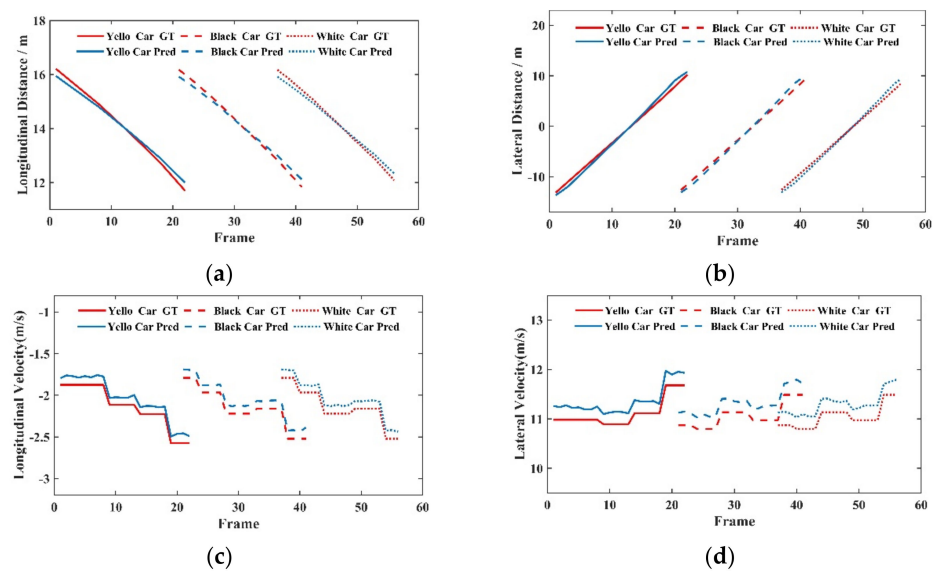 Yello Car GT Black Car GT White Car GT
Yello Car Pred Black Car Pred White Car Pred
Longitudinal Distance / m
18
16
14
12
0 10 20 30 40 50 60
Frame
(a)
Yello Car GT Black Car GT White Car GT
Yello Car Pred Black Car Pred White Car Pred
Lateral Distance / m
20
10
0
-10
0 10 20 30 40 50 60
Frame
(b)
Yello Car GT Black Car GT White Car GT
Yello Car Pred Black Car Pred White Car Pred
Longitudinal Velocity(m/s)
-1
-1.5
-2
-2.5
-3
0 10 20 30 40 50 60
Frame
(c)
Yello Car GT Black Car GT White Car GT
Yello Car Pred Black Car Pred White Car Pred
Lateral Velocity(m/s)
13
12
11
10
0 10 20 30 40 50 60
Frame
(d)